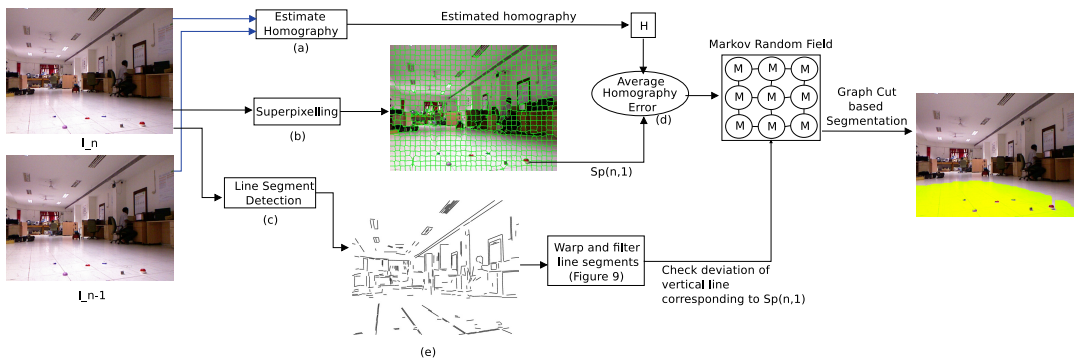 Estimate
Homography
(a)
Estimated homography
H
I_n
Superpixelling
(b)
Average
Homography
Error
(d)
Markov Random Field
M M M
M M M
M M M
Graph Cut
based
Segmentation
Sp(n,1)
I_n-1
Line Segment
Detection
(c)
(e)
Warp and filter
line segments
(Figure 9)
Check deviation of
vertical line
corresponding to Sp(n,1)